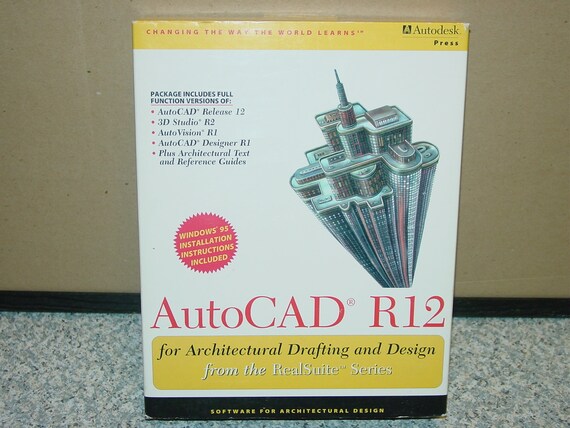 CHANGING THE WAY THE WORLD LEARNS℠
Autodesk.
Press
PACKAGE INCLUDES FULL
FUNCTION VERSIONS OF:
• AutoCAD® Release 12
• 3D Studio® R2
• AutoVision® R1
• AutoCAD® Designer R1
• Plus Architectural Text
and Reference Guides
WINDOWS® 95
INSTALLATION
INSTRUCTIONS
INCLUDED
AutoCAD® R12
for Architectural Drafting and Design
from the RealSuite™ Series
SOFTWARE FOR ARCHITECTURAL DESIGN